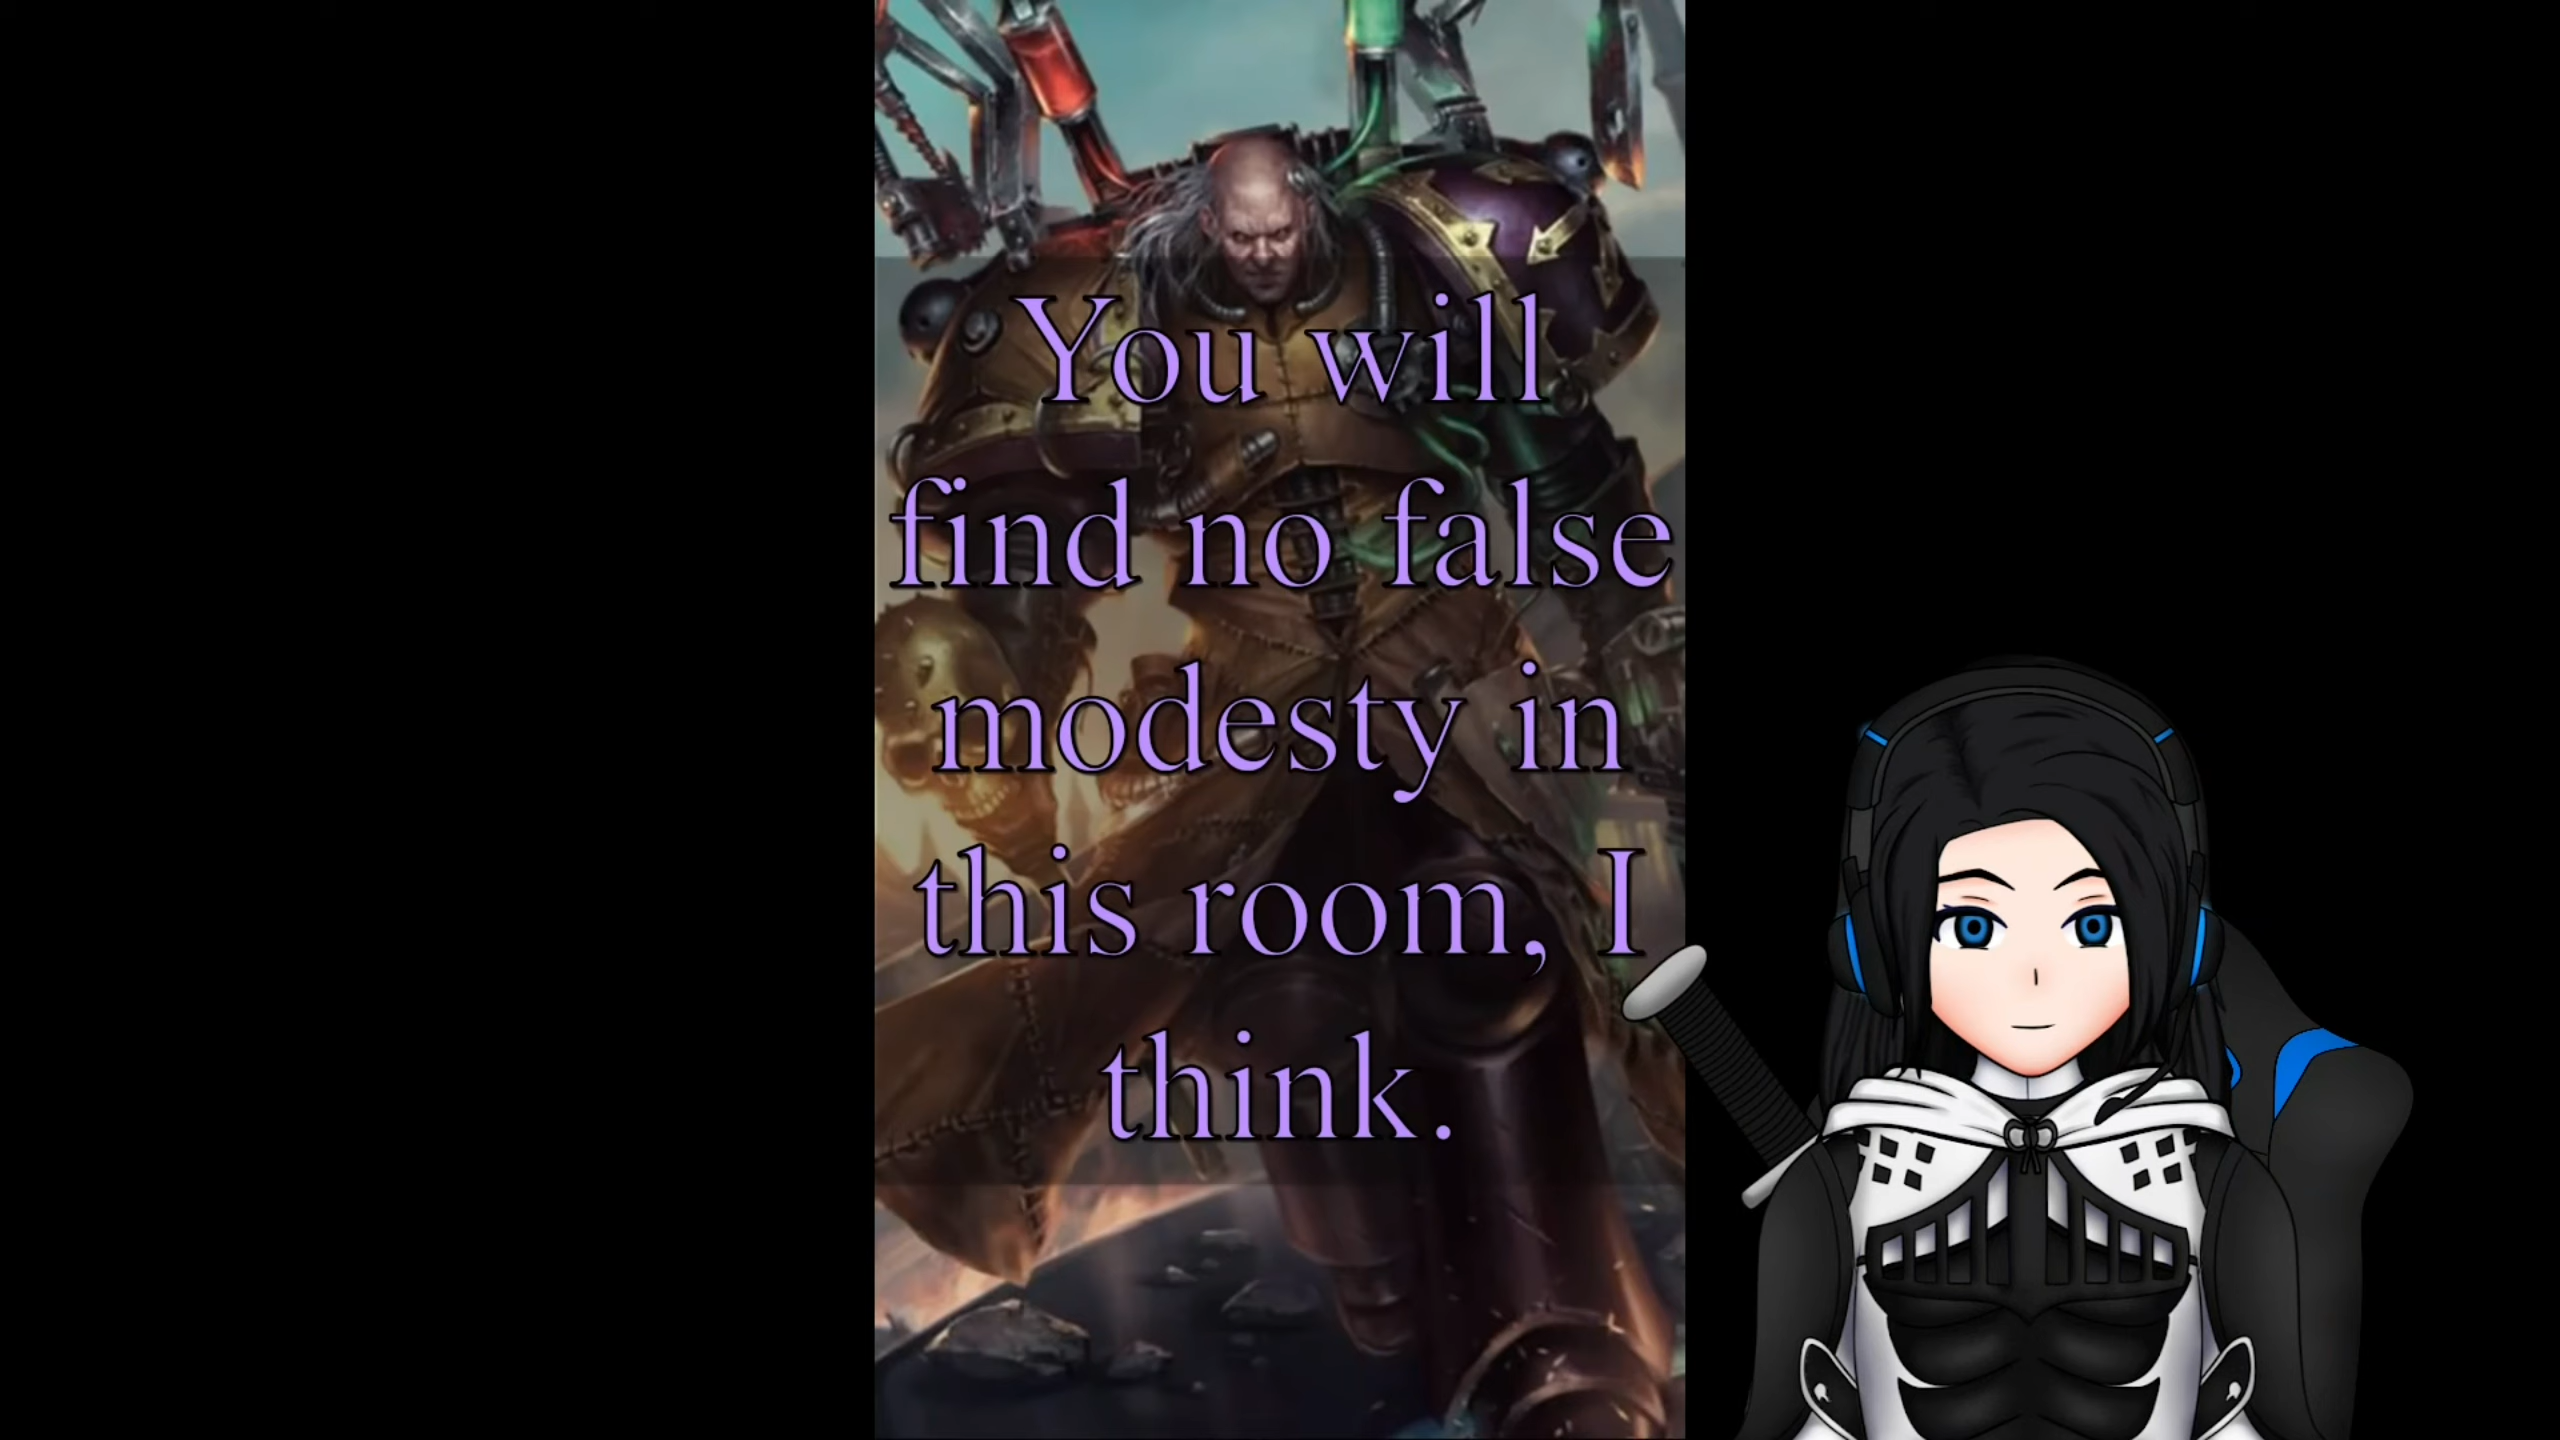 You will
find no false
modesty in
this room, I
think.